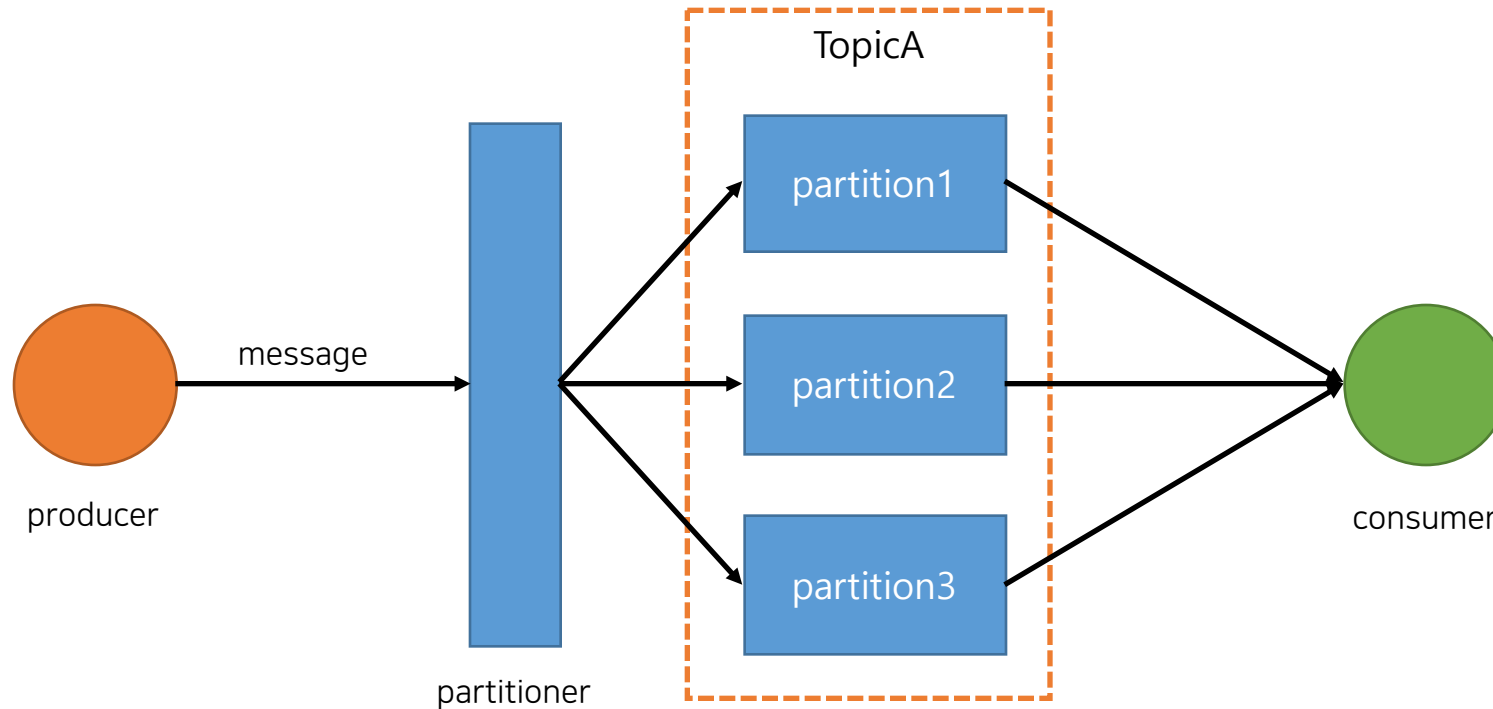 TopicA
partition1
message
partition2
producer
consumer
partition3
partitioner